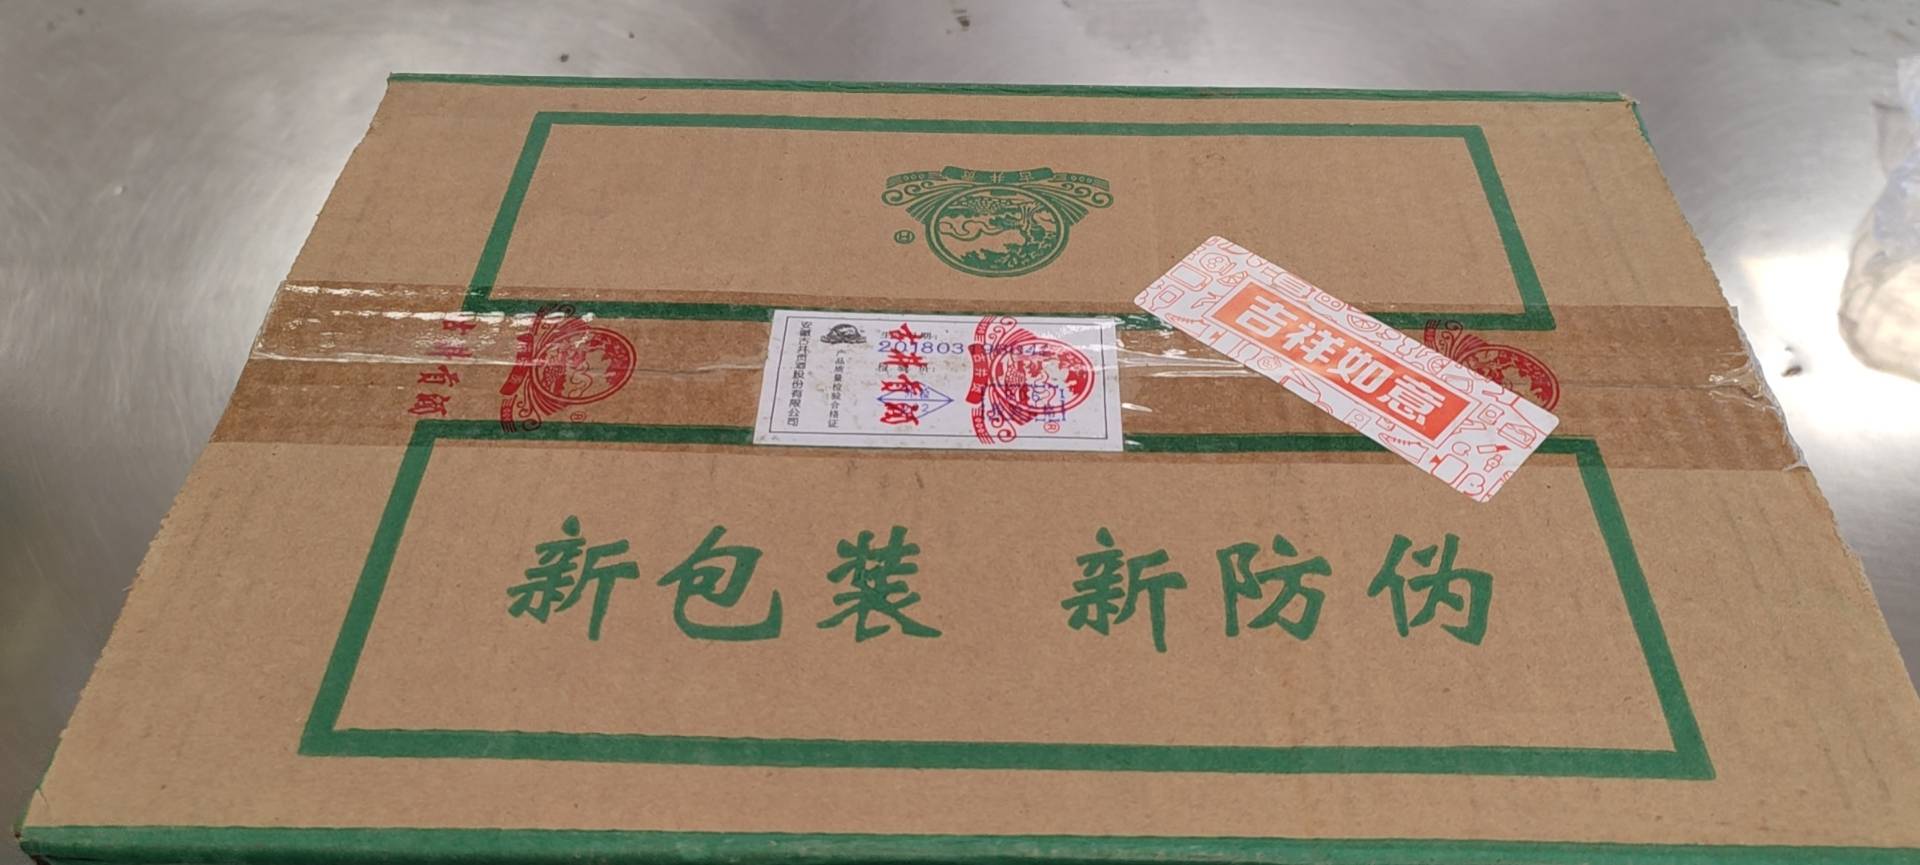 古井贡
古井贡酒
安徽古井贡酒股份有限公司
产品质量检验合格证
吉祥如意
新包装 新防伪